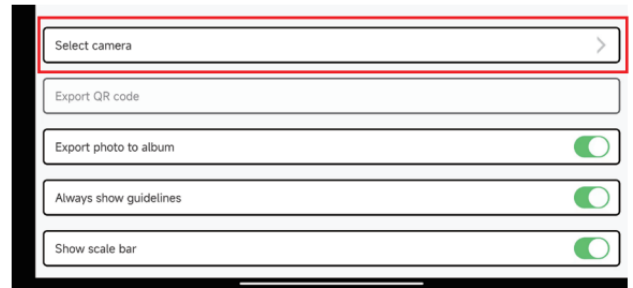 Select camera
Export QR code
Export photo to album
Always show guidelines
Show scale bar